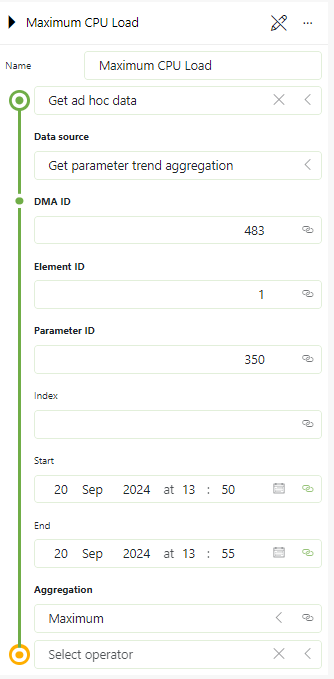 Maximum CPU Load
Name Maximum CPU Load
Get ad hoc data
Data source
Get parameter trend aggregation
DMA ID
483
Element ID
1
Parameter ID
350
Index
Start
20 Sep 2024 at 13 : 50
End
20 Sep 2024 at 13 : 55
Aggregation
Maximum
Select operator